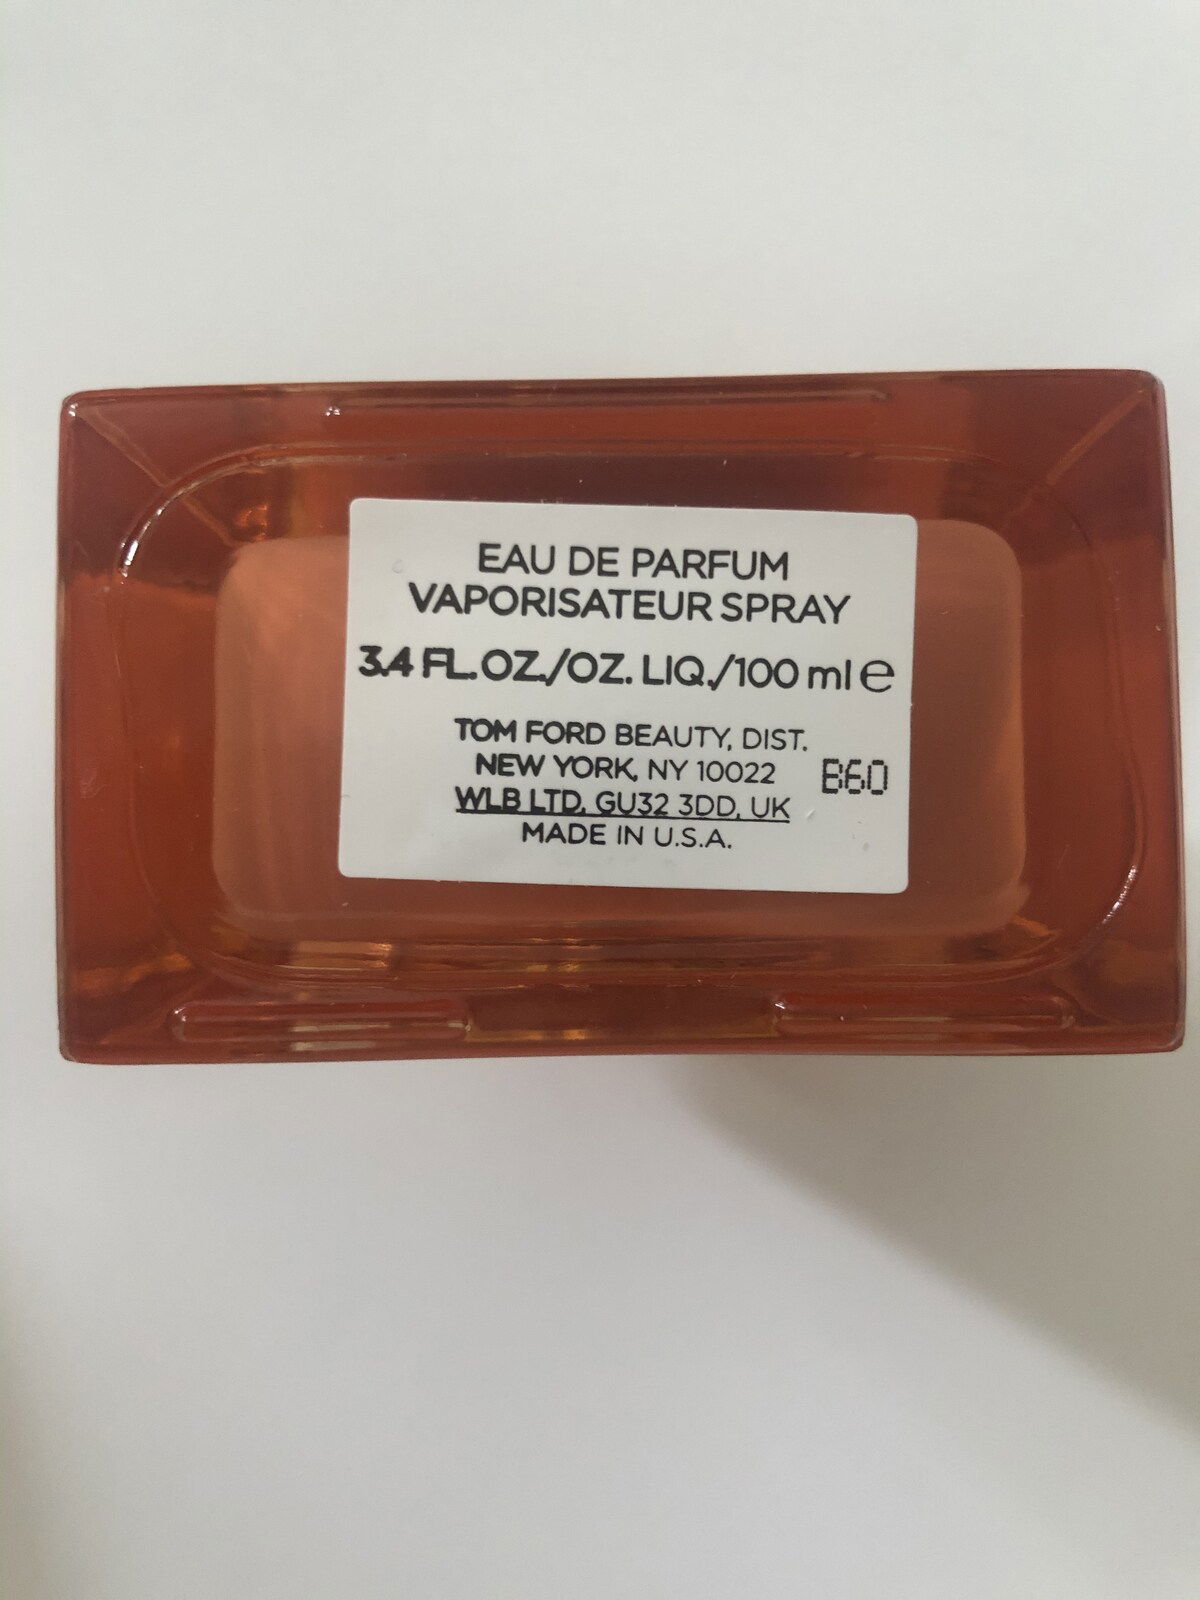 EAU DE PARFUM
VAPORISATEUR SPRAY
3.4 FL.OZ./OZ. LIQ./100 ml ℮
TOM FORD BEAUTY, DIST.
NEW YORK, NY 10022
B60
WLB LTD, GU32 3DD, UK
MADE IN U.S.A.